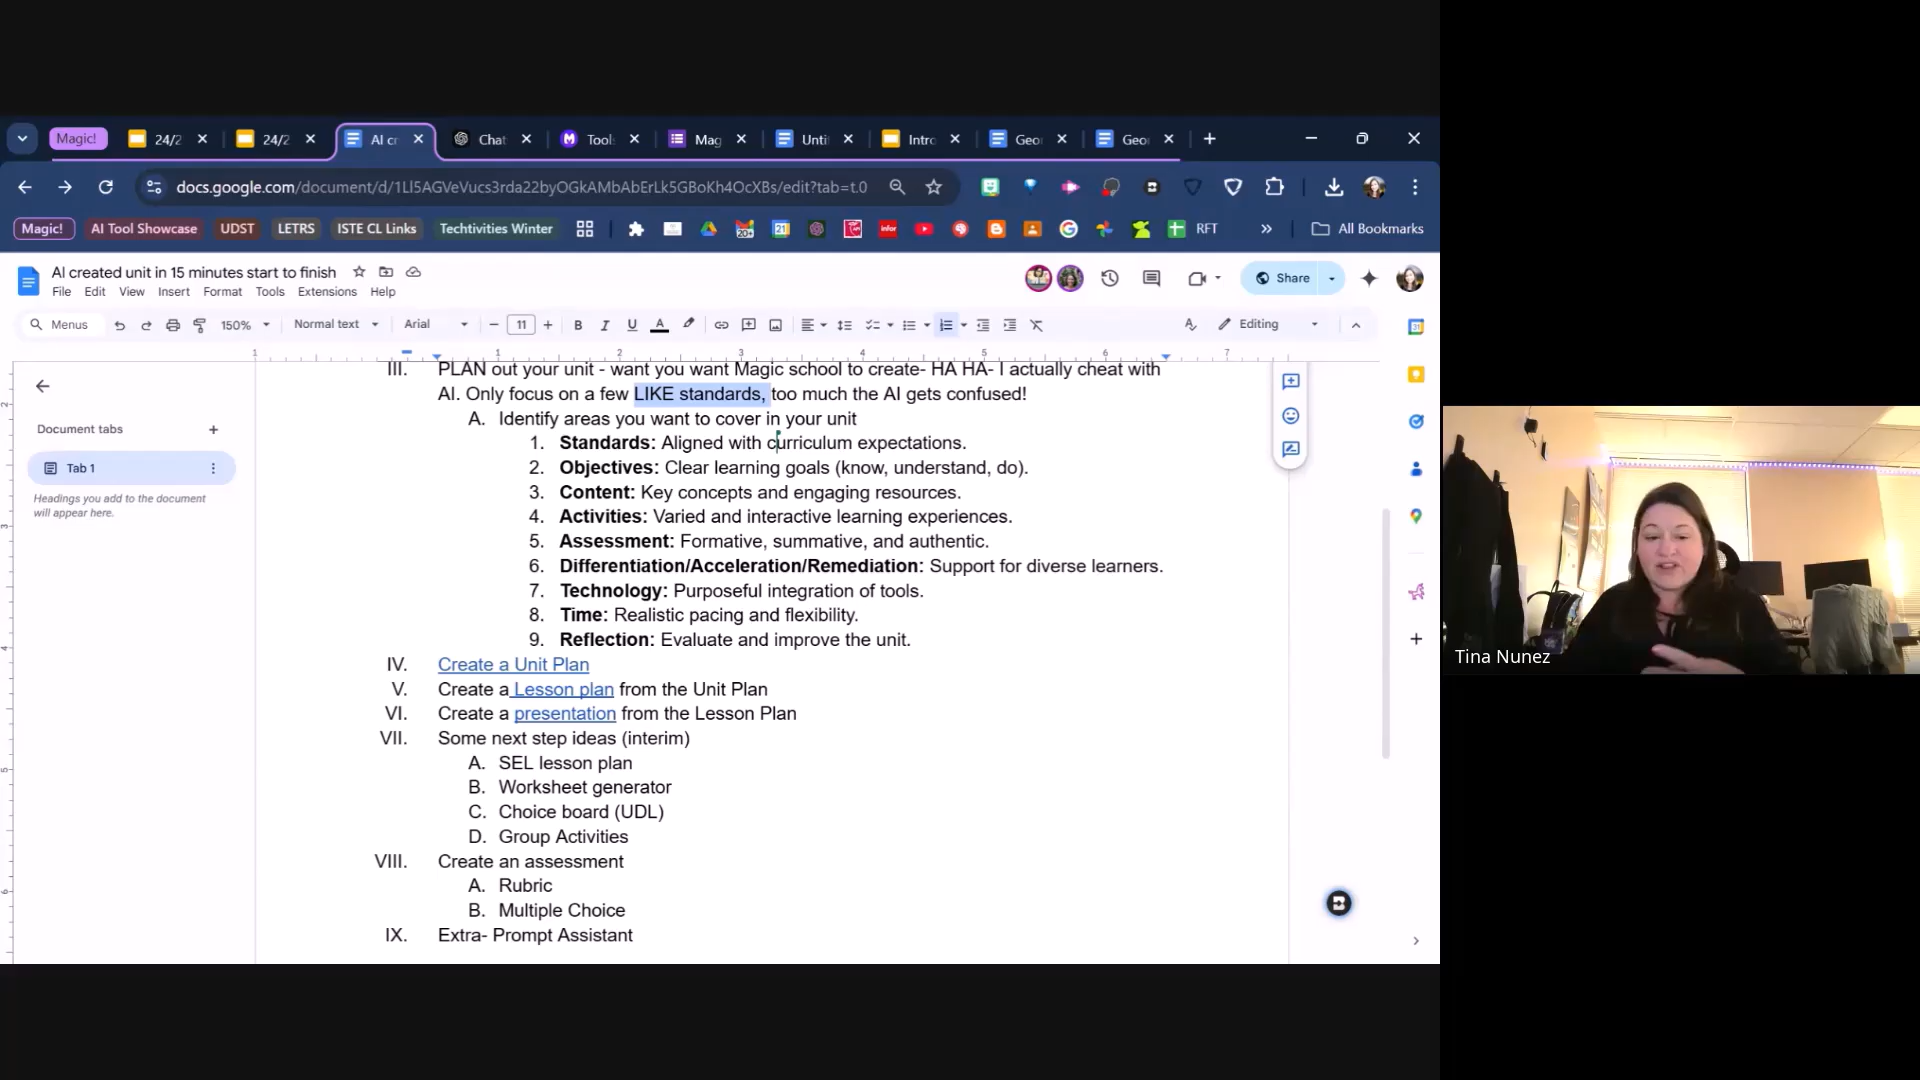 Magic!
24/2
24/2
AI cr
Chat
Tools
Mag
Unti
Intro
Geo
Geo
docs.google.com/document/d/1Ll5AGVeVucs3rda22byOGkAMbAbErLk5GBoKh4OcXBs/edit?tab=t.0
Magic!
AI Tool Showcase
UDST
LETRS
ISTE CL Links
Techtivities Winter
RFT
All Bookmarks
AI created unit in 15 minutes start to finish
File Edit View Insert Format Tools Extensions Help
Share
Menus
150%
Normal text
Arial
11
Editing
Document tabs
Tab 1
Headings you add to the document
will appear here.
III. PLAN out your unit - want you want Magic school to create- HA HA- I actually cheat with
AI. Only focus on a few LIKE standards, too much the AI gets confused!
A. Identify areas you want to cover in your unit
1. Standards: Aligned with curriculum expectations.
2. Objectives: Clear learning goals (know, understand, do).
3. Content: Key concepts and engaging resources.
4. Activities: Varied and interactive learning experiences.
5. Assessment: Formative, summative, and authentic.
6. Differentiation/Acceleration/Remediation: Support for diverse learners.
7. Technology: Purposeful integration of tools.
8. Time: Realistic pacing and flexibility.
9. Reflection: Evaluate and improve the unit.
IV. Create a Unit Plan
V. Create a Lesson plan from the Unit Plan
VI. Create a presentation from the Lesson Plan
VII. Some next step ideas (interim)
A. SEL lesson plan
B. Worksheet generator
C. Choice board (UDL)
D. Group Activities
VIII. Create an assessment
A. Rubric
B. Multiple Choice
IX. Extra- Prompt Assistant
Tina Nunez